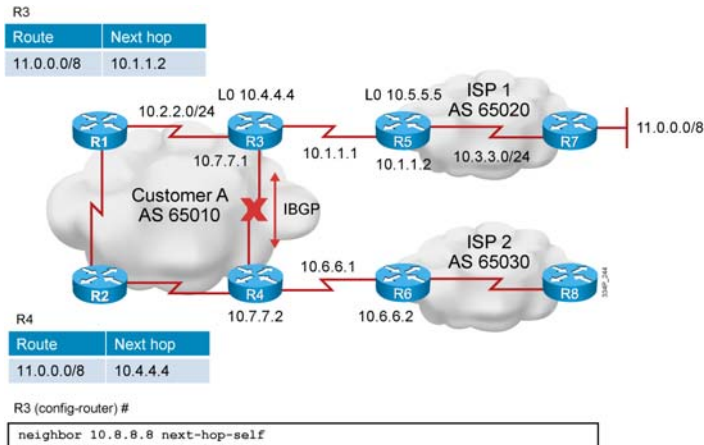 R3
Route Next hop
11.0.0.0/8 10.1.1.2
10.2.2.0/24
L0 10.4.4.4
L0 10.5.5.5
ISP 1
AS 65020
R1
R3
R5
R7
11.0.0.0/8
10.7.7.1
10.1.1.1
10.1.1.2
10.3.3.0/24
Customer A
AS 65010
IBGP
ISP 2
AS 65030
10.6.6.1
R2
R4
R6
R8
10.7.7.2
10.6.6.2
R4
Route Next hop
11.0.0.0/8 10.4.4.4
R3 (config-router) #
neighbor 10.8.8.8 next-hop-self